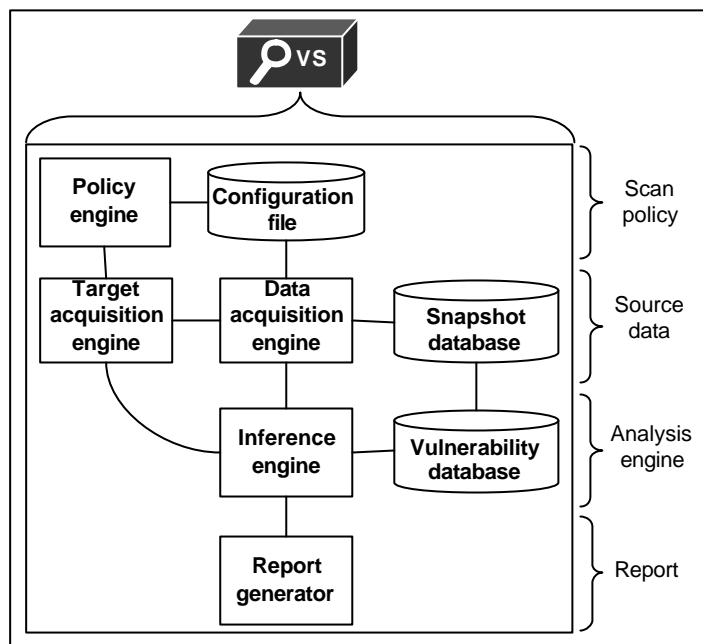 VS
Policy
engine
Configuration
file
Scan
policy
Target
acquisition
engine
Data
acquisition
engine
Snapshot
database
Source
data
Inference
engine
Vulnerability
database
Analysis
engine
Report
generator
Report